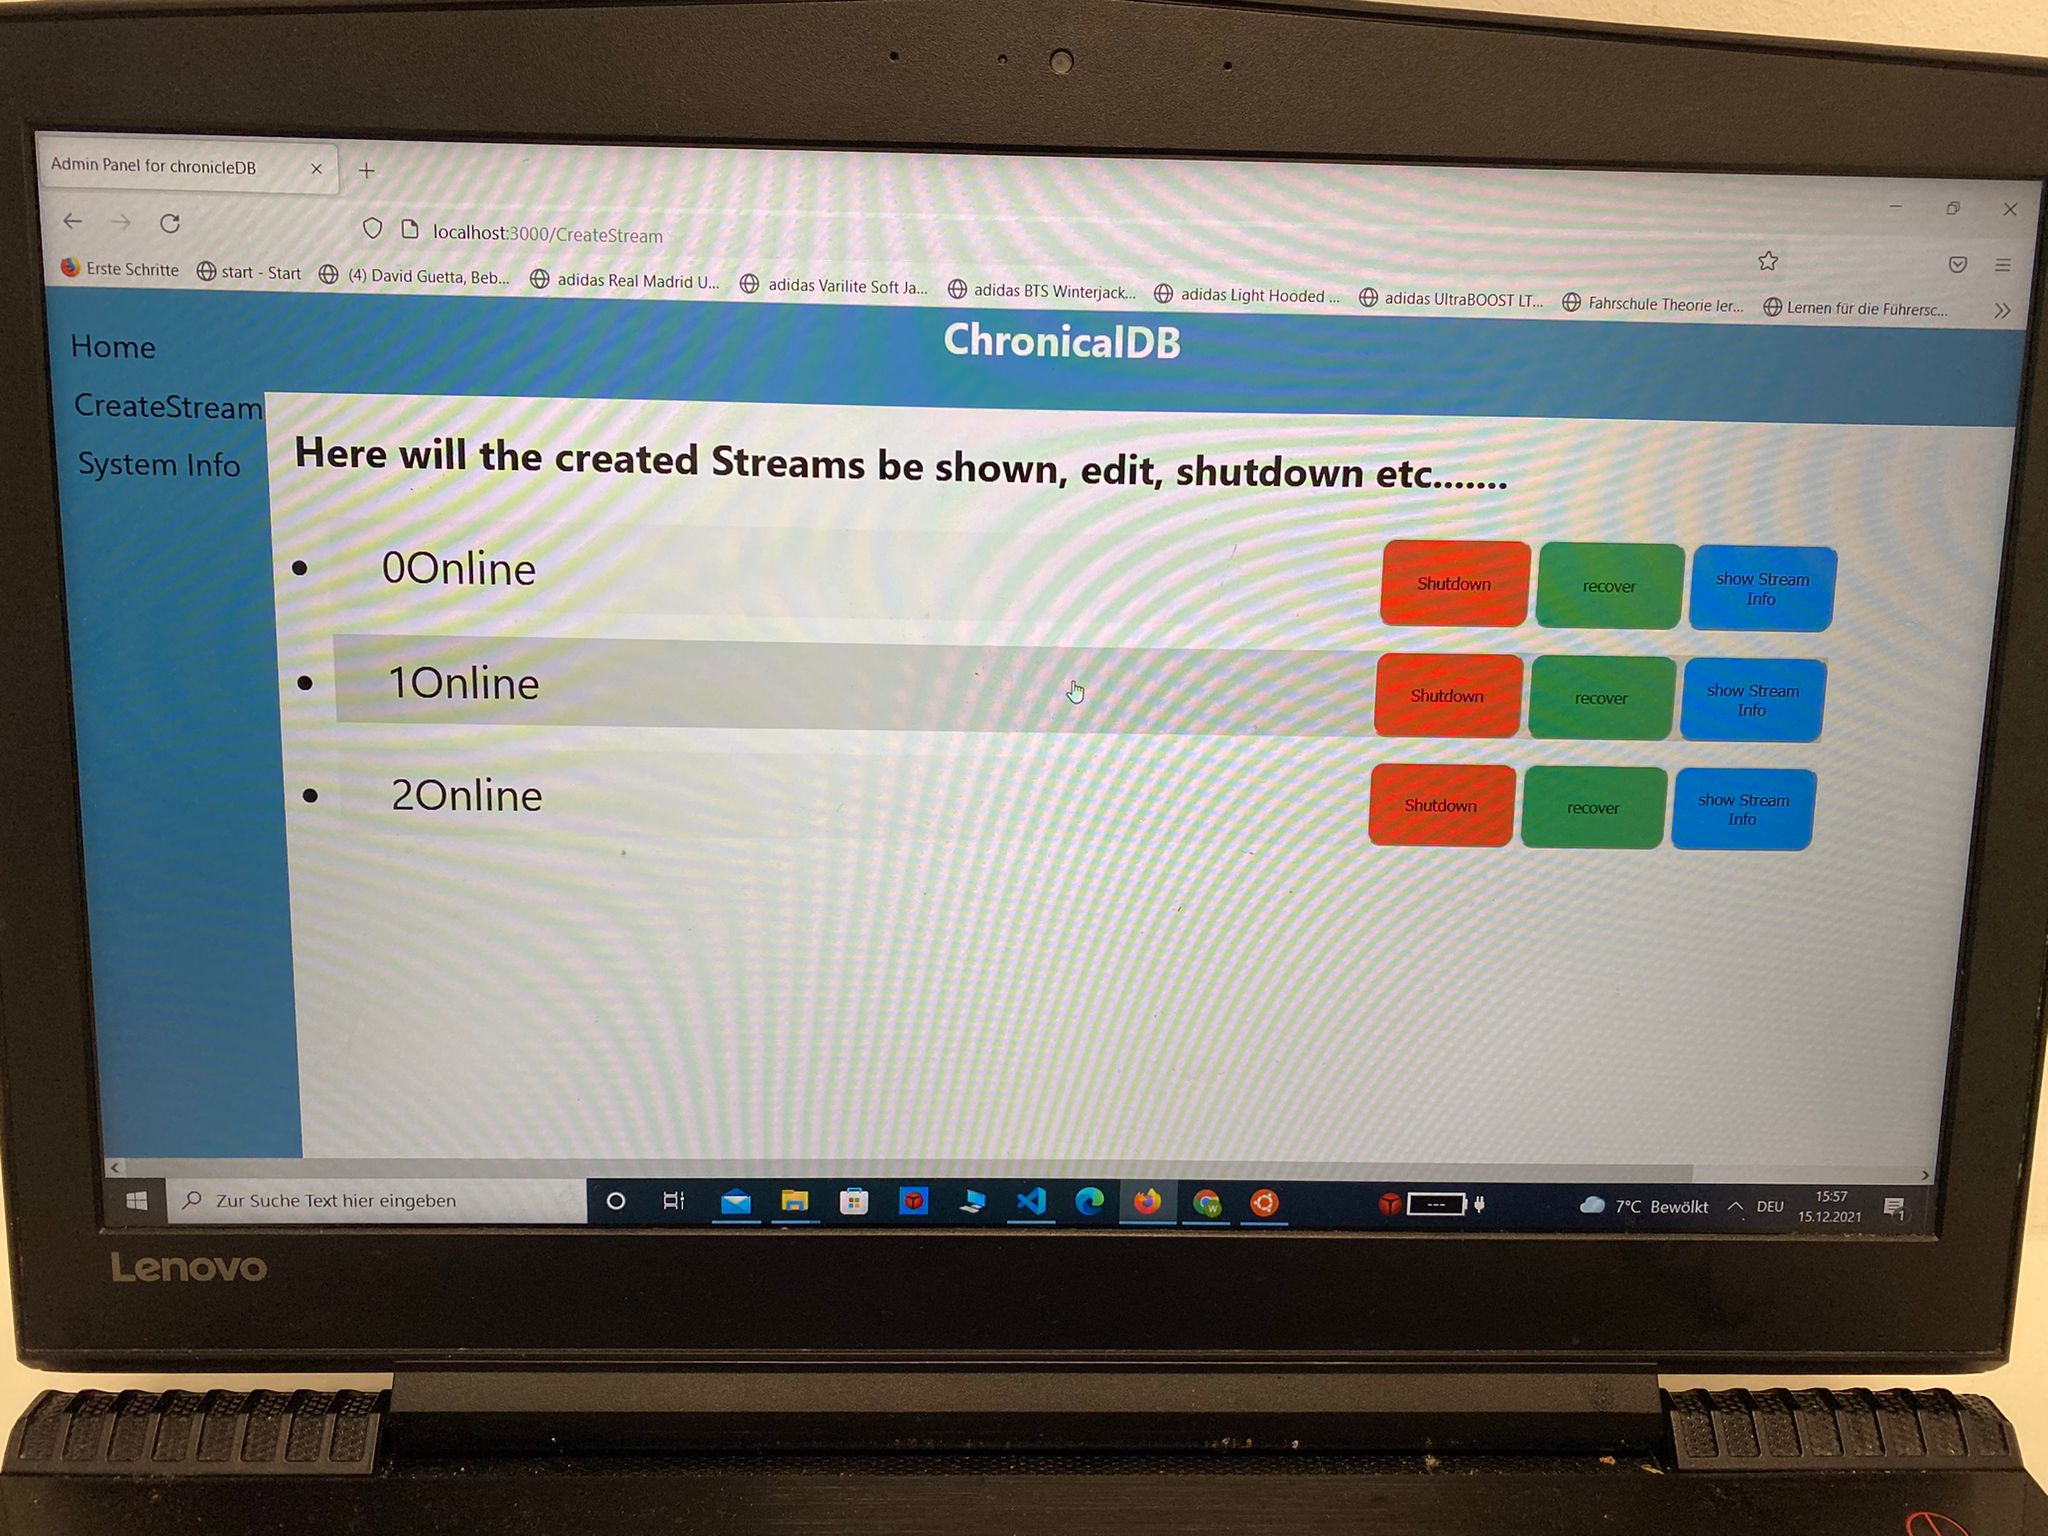 Admin Panel for chronicleDB
localhost:3000/CreateStream
Erste Schritte start - Start (4) David Guetta, Beb... adidas Real Madrid U... adidas Varilite Soft Ja... adidas BTS Winterjack... adidas Light Hooded ... adidas UltraBOOST LT... Fahrschule Theorie ler... Lernen für die Führersc...
ChronicalDB
Home
CreateStream
System Info
Here will the created Streams be shown, edit, shutdown etc.......
0Online Shutdown recover show Stream
Info
1Online Shutdown recover show Stream
Info
2Online Shutdown recover show Stream
Info
Zur Suche Text hier eingeben
7°C Bewölkt DEU
15:57
15.12.2021
1
Lenovo